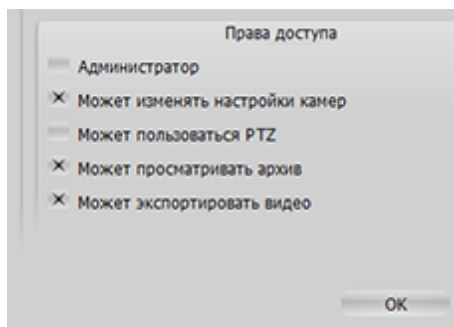 Права доступа
Администратор
Может изменять настройки камер
Может пользоваться PTZ
Может просматривать архив
Может экспортировать видео
OK